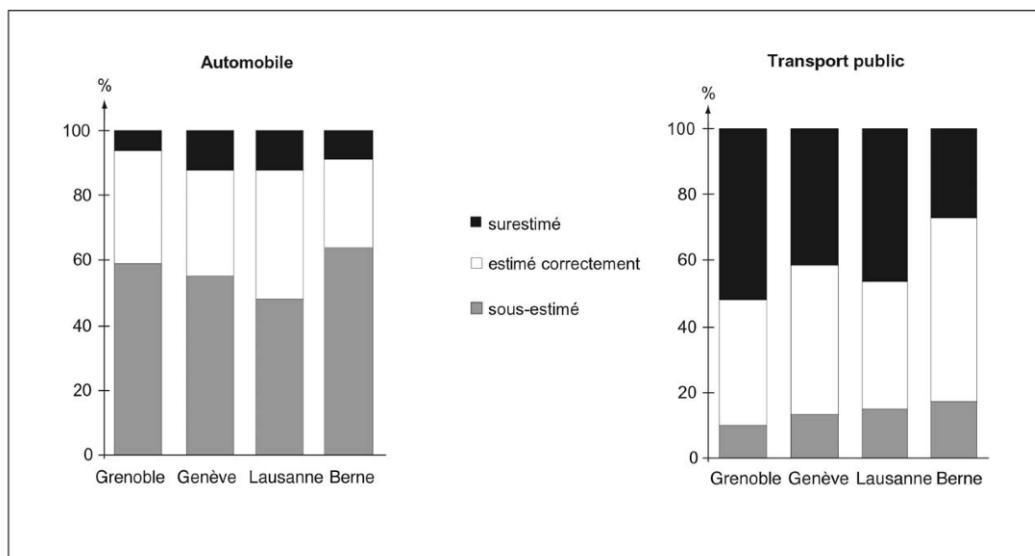 Automobile
%
100
80
60
40
20
0
Grenoble Genève Lausanne Berne
surestimé
estimé correctement
sous-estimé
Transport public
%
100
80
60
40
20
0
Grenoble Genève Lausanne Berne